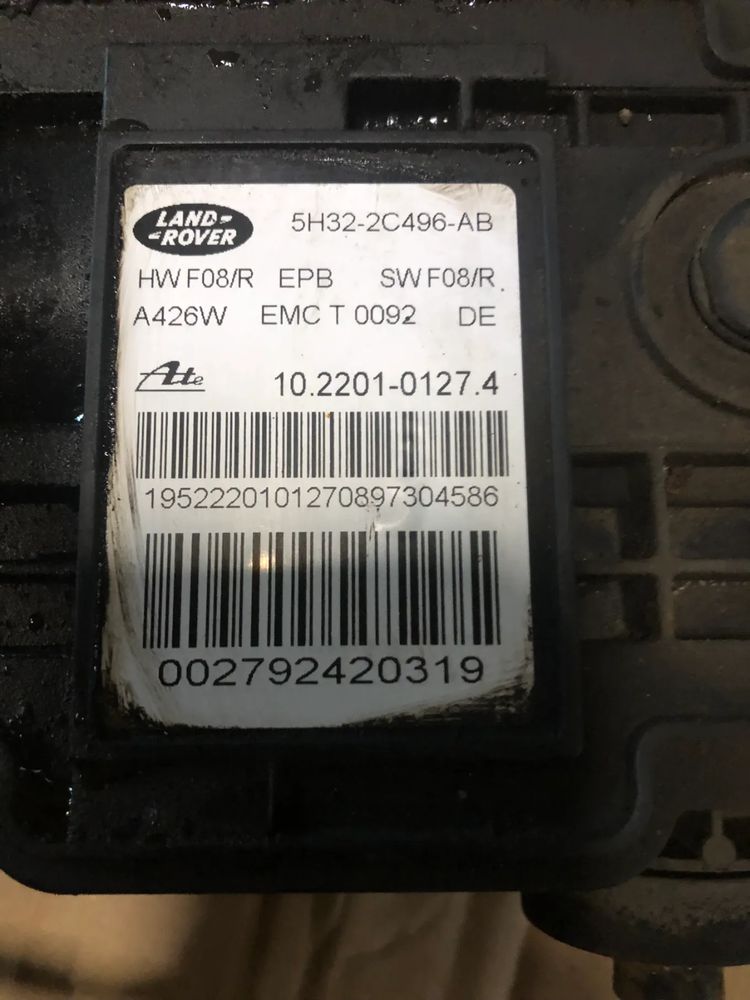 LAND-
-ROVER
5H32-2C496-AB
HW F08/R EPB SW F08/R.
A426W EMC T 0092 DE
Ate 10.2201-0127.4
1952220101270897304586
002792420319